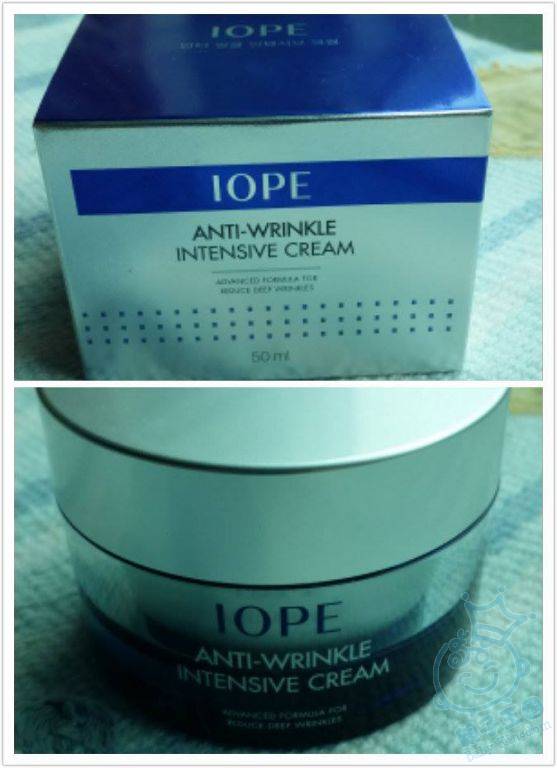 IOPE
IOPE
ANTI-WRINKLE
INTENSIVE CREAM
ADVANCED FORMULA FOR
REDUCE DEEP WRINKLES
50 ml
IOPE
ANTI-WRINKLE
INTENSIVE CREAM
ADVANCED FORMULA FOR
REDUCE DEEP WRINKLES